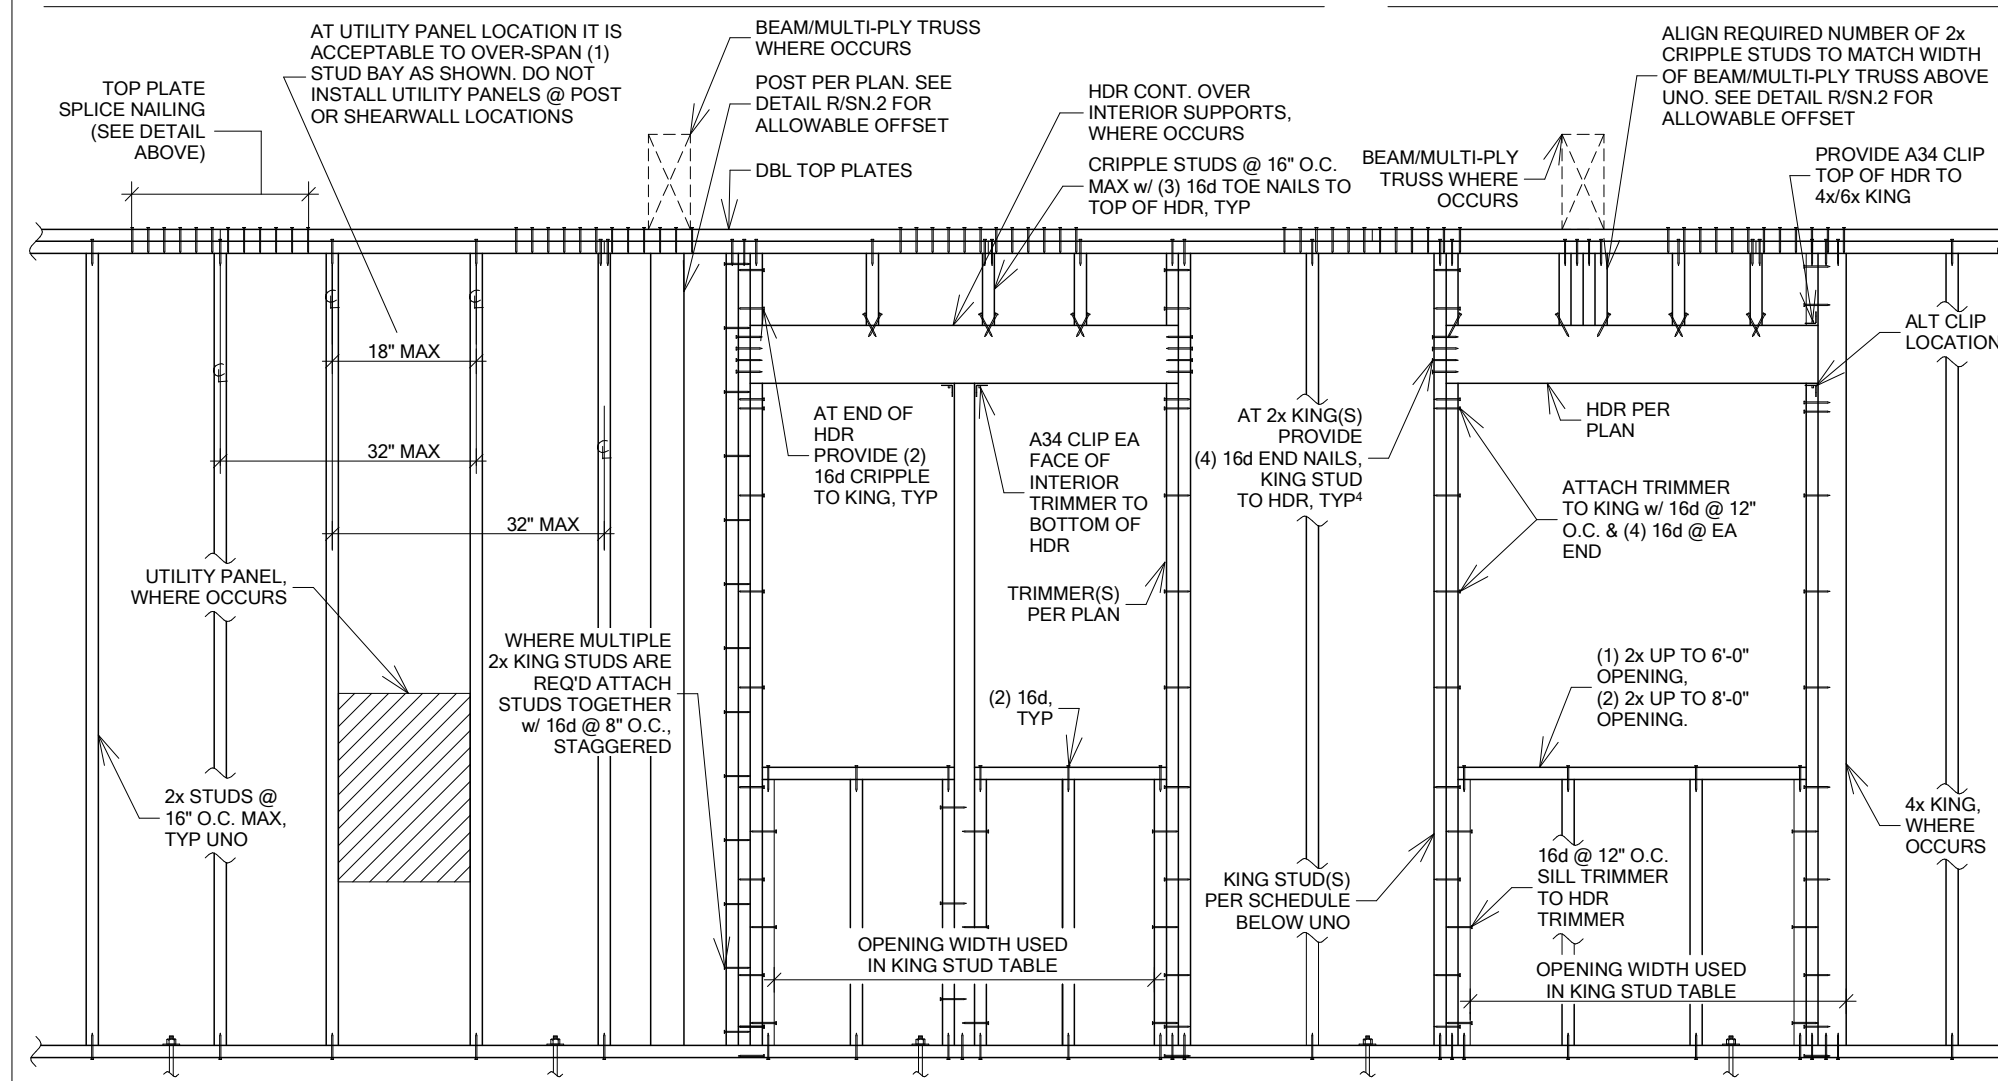 AT UTILITY PANEL LOCATION IT IS
ACCEPTABLE TO OVER-SPAN (1)
STUD BAY AS SHOWN. DO NOT
INSTALL UTILITY PANELS @ POST
OR SHEARWALL LOCATIONS
TOP PLATE
SPLICE NAILING
(SEE DETAIL
ABOVE)
BEAM/MULTI-PLY TRUSS
WHERE OCCURS
POST PER PLAN. SEE
DETAIL R/SN.2 FOR
ALLOWABLE OFFSET
DBL TOP PLATES
HDR CONT. OVER
INTERIOR SUPPORTS,
WHERE OCCURS
CRIPPLE STUDS @ 16" O.C.
MAX w/ (3) 16d TOE NAILS TO
TOP OF HDR, TYP
BEAM/MULTI-PLY
TRUSS WHERE
OCCURS
ALIGN REQUIRED NUMBER OF 2x
CRIPPLE STUDS TO MATCH WIDTH
OF BEAM/MULTI-PLY TRUSS ABOVE
UNO. SEE DETAIL R/SN.2 FOR
ALLOWABLE OFFSET
PROVIDE A34 CLIP
TOP OF HDR TO
4x/6x KING
℄
℄
℄
℄
18" MAX
32" MAX
32" MAX
ALT CLIP
LOCATION
AT END OF
HDR
PROVIDE (2)
16d CRIPPLE
TO KING, TYP
A34 CLIP EA
FACE OF
INTERIOR
TRIMMER TO
BOTTOM OF
HDR
AT 2x KING(S)
PROVIDE
(4) 16d END NAILS,
KING STUD
TO HDR, TYP⁴
HDR PER
PLAN
ATTACH TRIMMER
TO KING w/ 16d @ 12"
O.C. & (4) 16d @ EA
END
UTILITY PANEL,
WHERE OCCURS
TRIMMER(S)
PER PLAN
WHERE MULTIPLE
2x KING STUDS ARE
REQ'D ATTACH
STUDS TOGETHER
w/ 16d @ 8" O.C.,
STAGGERED
(2) 16d,
TYP
(1) 2x UP TO 6'-0"
OPENING,
(2) 2x UP TO 8'-0"
OPENING.
2x STUDS @
16" O.C. MAX,
TYP UNO
4x KING,
WHERE
OCCURS
KING STUD(S)
PER SCHEDULE
BELOW UNO
16d @ 12" O.C.
SILL TRIMMER
TO HDR
TRIMMER
OPENING WIDTH USED
IN KING STUD TABLE
OPENING WIDTH USED
IN KING STUD TABLE